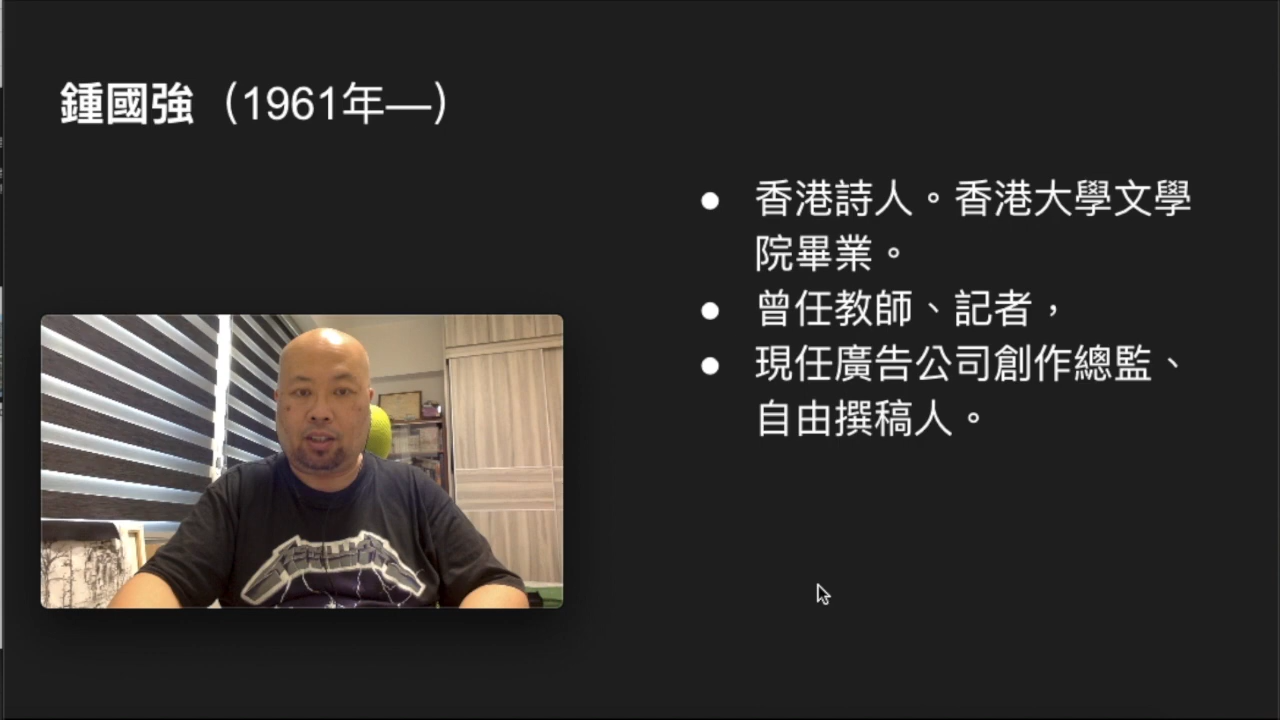 鍾國強（1961年—）
香港詩人。香港大學文學
院畢業。
曾任教師、記者，
現任廣告公司創作總監、
自由撰稿人。